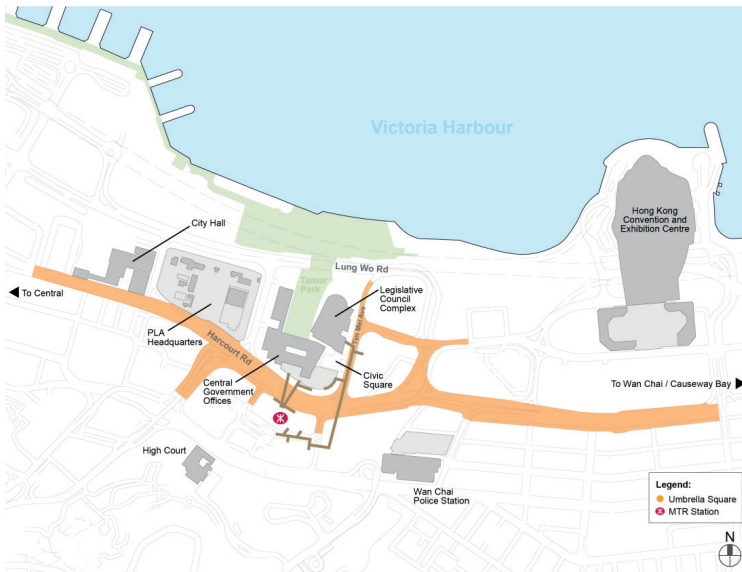 Victoria Harbour
Hong Kong
Convention and
Exhibition Centre
City Hall
Lung Wo Rd
Tamar
Park
Legislative
Council
Complex
To Central
Tim Mei Ave
PLA
Headquarters
Harcourt Rd
Civic
Square
Central
Government
Offices
To Wan Chai / Causeway Bay
High Court
Wan Chai
Police Station
Legend:
Umbrella Square
MTR Station
N